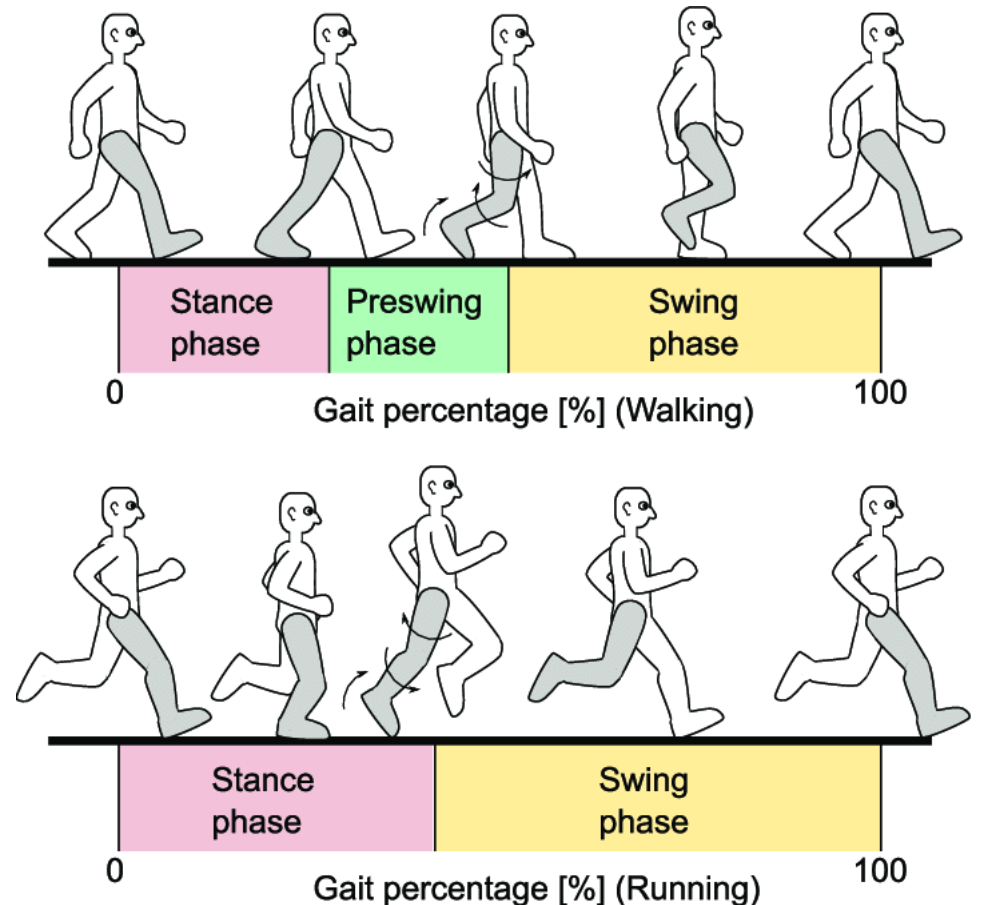 Stance
phase
Preswing
phase
Swing
phase
0
100
Gait percentage [%] (Walking)
Stance
phase
Swing
phase
0
100
Gait percentage [%] (Running)